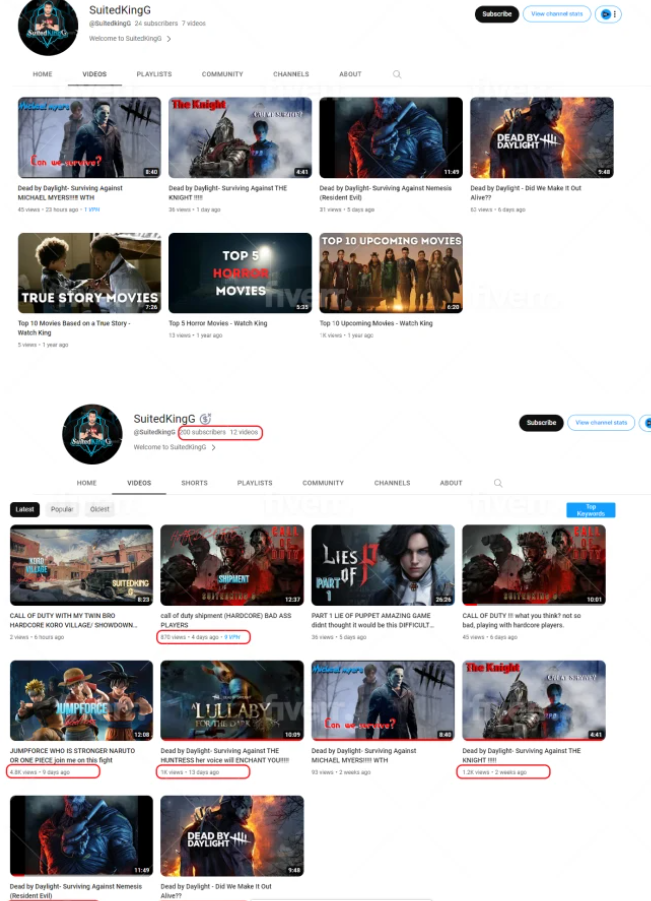 SuitedKingG
@SuitedKingG 24 subscribers 7 videos
Welcome to SuitedKingG >
Subscribe
View channel stats
HOME
VIDEOS
PLAYLISTS
COMMUNITY
CHANNELS
ABOUT
Michael myers
Can we survive?
8:40
The Knight
4:41
11:49
DEAD BY DAYLIGHT
9:48
Dead by Daylight- Surviving Against
MICHAEL MYERS!!!! WTH
45 views • 23 hours ago • 1 VPH
Dead by Daylight- Surviving Against THE
KNIGHT !!!!
36 views • 1 day ago
Dead by Daylight- Surviving Against Nemesis
(Resident Evil)
views • 5 days ago
Dead by Daylight - Did We Make It Out
Alive??
views • 6 days ago
TRUE STORY MOVIES
7:26
TOP 5
HORROR
MOVIES
TOP 10 UPCOMING MOVIES
6:20
Top 10 Movies Based on a True Story -
Watch King
5 views • 1 year ago
Top 5 Horror Movies - Watch King
13 views • 1 year ago
Top 10 Upcoming Movies - Watch King
1K views • 1 year ago
fiverr
SuitedKingG
@SuitedKingG 200 subscribers 12 videos
Welcome to SuitedKingG >
Subscribe
View channel stats
HOME
VIDEOS
SHORTS
PLAYLISTS
COMMUNITY
CHANNELS
ABOUT
Latest
Popular
Oldest
Top
Keywords
KORO
VILLAGE
SUITEDKING
G
8:23
CALL OF DUTY
SHIPMENT
12:37
LIES OF P
PART 1
26:26
CALL OF DUTY
10:01
CALL OF DUTY WITH MY TWIN BRO
HARDCORE KORO VILLAGE/ SHOWDOWN...
2 views • 6 hours ago
call of duty shipment (HARDCORE) BAD ASS
PLAYERS
870 views • 4 days ago • 9 VPH
PART 1 LIE OF PUPPET AMAZING GAME
didnt thought it would be this DIFFICULT...
36 views • 5 days ago
CALL OF DUTY !!! what you think? not so
bad, playing with hardcore players.
45 views • 6 days ago
JUMPFORCE
12:08
A LULLABY
FOR THE DARK
10:09
Michael myers
Can we survive?
8:40
The Knight
4:41
JUMPFORCE WHO IS STRONGER NARUTO
OR ONE PIECE join me on this fight
4.8K views • 9 days ago
Dead by Daylight- Surviving Against THE
HUNTRESS her voice will ENCHANT YOU!!!!!
1K views • 13 days ago
Dead by Daylight- Surviving Against
MICHAEL MYERS!!!! WTH
93 views • 2 weeks ago
Dead by Daylight- Surviving Against THE
KNIGHT !!!!
1.2K views • 2 weeks ago
11:49
DEAD BY DAYLIGHT
9:48
Dead by Daylight- Surviving Against Nemesis
(Resident Evil)
Dead by Daylight - Did We Make It Out
Alive??